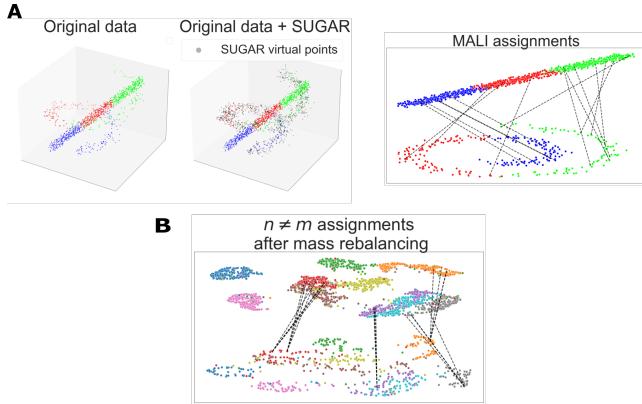 A
Original data
Original data + SUGAR
SUGAR virtual points
MALI assignments
B
n ≠ m assignments
after mass rebalancing